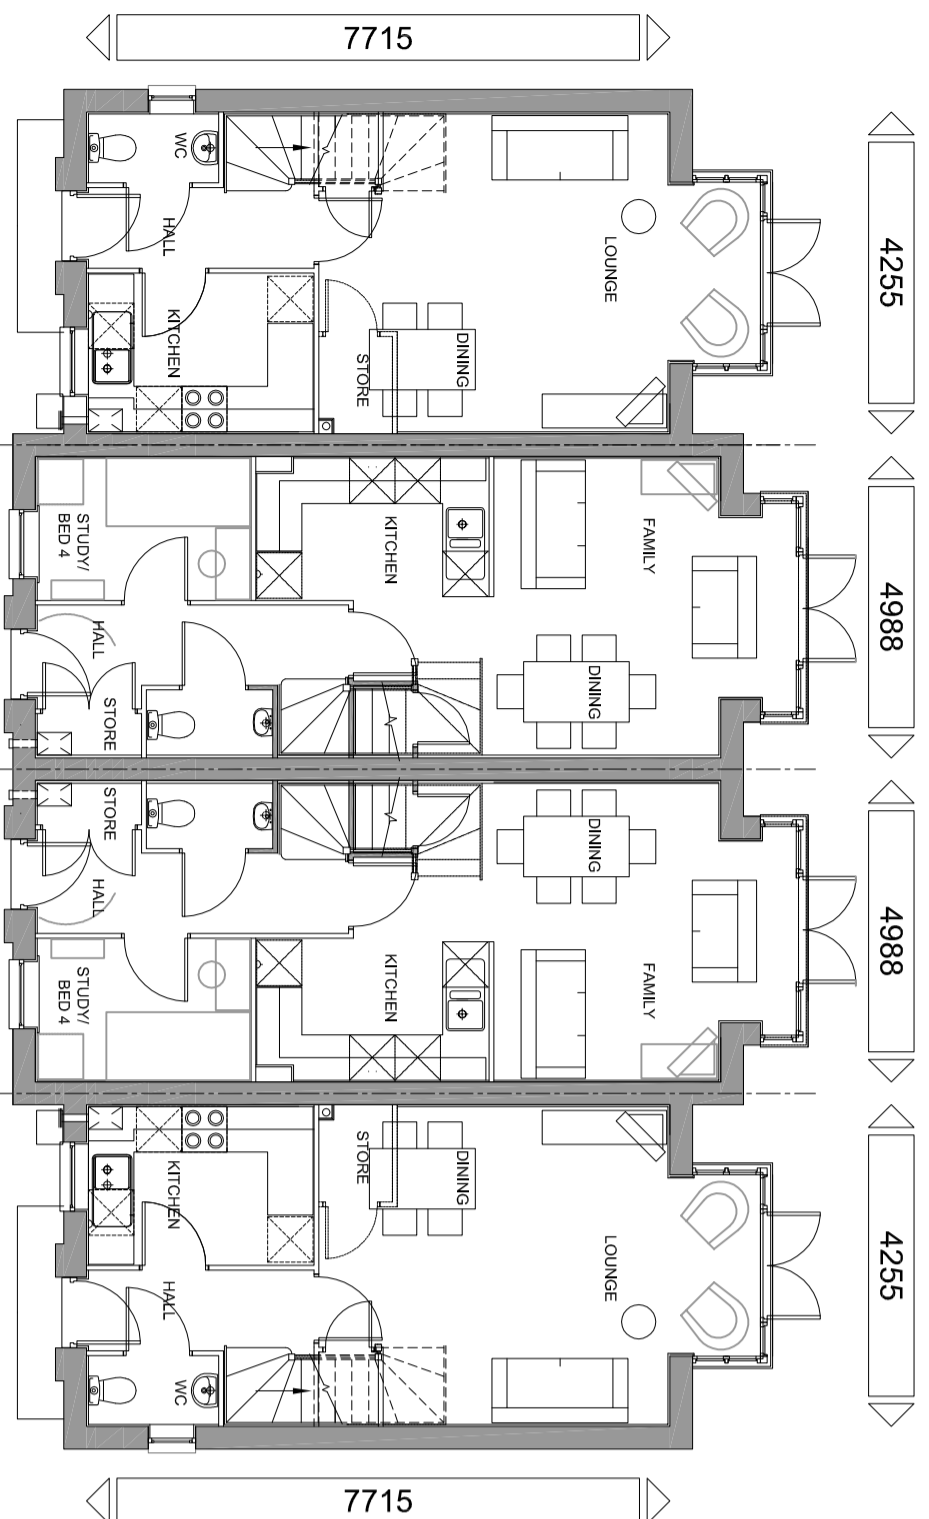 7715
4255
WC
HALL
KITCHEN
STORE
DINING
LOUNGE
4988
STUDY/
BED 4
HALL
STORE
KITCHEN
DINING
FAMILY
4988
STORE
HALL
STUDY/
BED 4
KITCHEN
DINING
FAMILY
4255
KITCHEN
STORE
DINING
HALL
WC
LOUNGE
7715